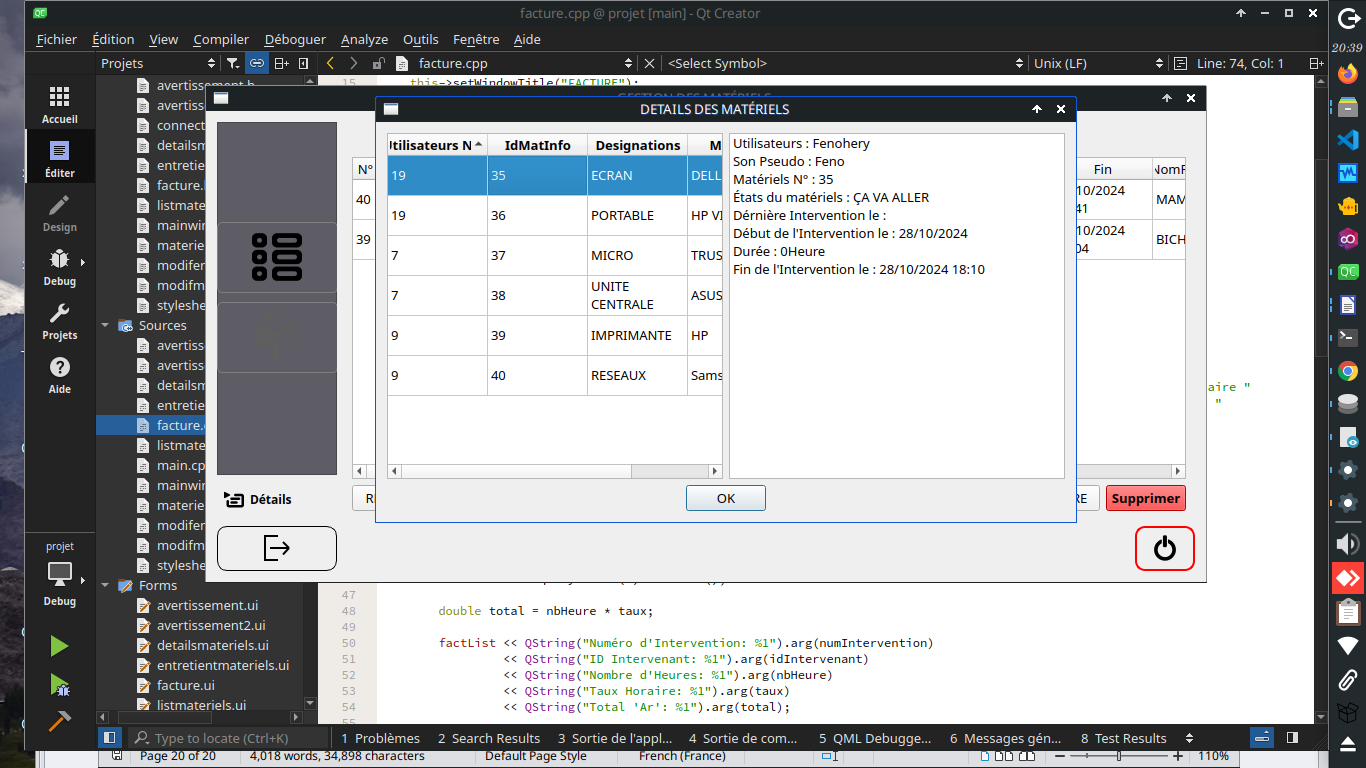 facture.cpp @ projet [main] - Qt Creator
Fichier Édition View Compiler Déboguer Analyze Outils Fenêtre Aide
20:39
Projets
facture.cpp
<Select Symbol>
Unix (LF)
Line: 74, Col: 1
Accueil
Éditer
Design
Debug
Projets
Aide
projet
Debug
avertissement.h
avertiss
connect
detailsm
entretie
facture.
listmate
mainwin
materie
modifer
modifm
styleshe
Sources
avertiss
avertiss
detailsm
entretie
facture.c
listmate
main.cp
mainwin
materie
modifer
modifm
styleshe
Forms
avertissement.ui
avertissement2.ui
detailsmateriels.ui
entretientmateriels.ui
facture.ui
listmateriels.ui
15 this->setWindowTitle("FACTURE");
GESTION DES MATÉRIELS
DETAILS DES MATÉRIELS
Jtilisateurs N IdMatInfo Designations M
19 35 ECRAN DELL
19 36 PORTABLE HP VI
7 37 MICRO TRUS
7 38 UNITE CENTRALE ASUS
9 39 IMPRIMANTE HP
9 40 RESEAUX Sams
Utilisateurs : Fenohery
Son Pseudo : Feno
Matériels N° : 35
États du matériels : ÇA VA ALLER
Dérnière Intervention le :
Début de l'Intervention le : 28/10/2024
Durée : 0Heure
Fin de l'Intervention le : 28/10/2024 18:10
OK
N°
40
39
Fin
10/2024
41
MAM
10/2024
04
BICH
Détails
RE
Supprimer
aire "
"
47
48 double total = nbHeure * taux;
49
50 factList << QString("Numéro d'Intervention: %1").arg(numIntervention)
51 << QString("ID Intervenant: %1").arg(idIntervenant)
52 << QString("Nombre d'Heures: %1").arg(nbHeure)
53 << QString("Taux Horaire: %1").arg(taux)
54 << QString("Total 'Ar': %1").arg(total);
55
Type to locate (Ctrl+K)
1 Problèmes 2 Search Results 3 Sortie de l'appl... 4 Sortie de com... 5 QML Debugge... 6 Messages gén... 8 Test Results
Page 20 of 20 4,018 words, 34,898 characters Default Page Style French (France) 110%